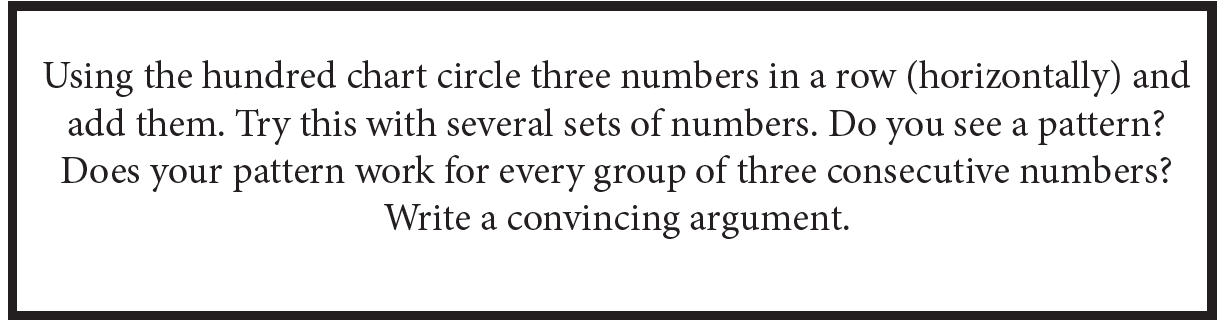 Using the hundred chart circle three numbers in a row (horizontally) and
add them. Try this with several sets of numbers. Do you see a pattern?
Does your pattern work for every group of three consecutive numbers?
Write a convincing argument.